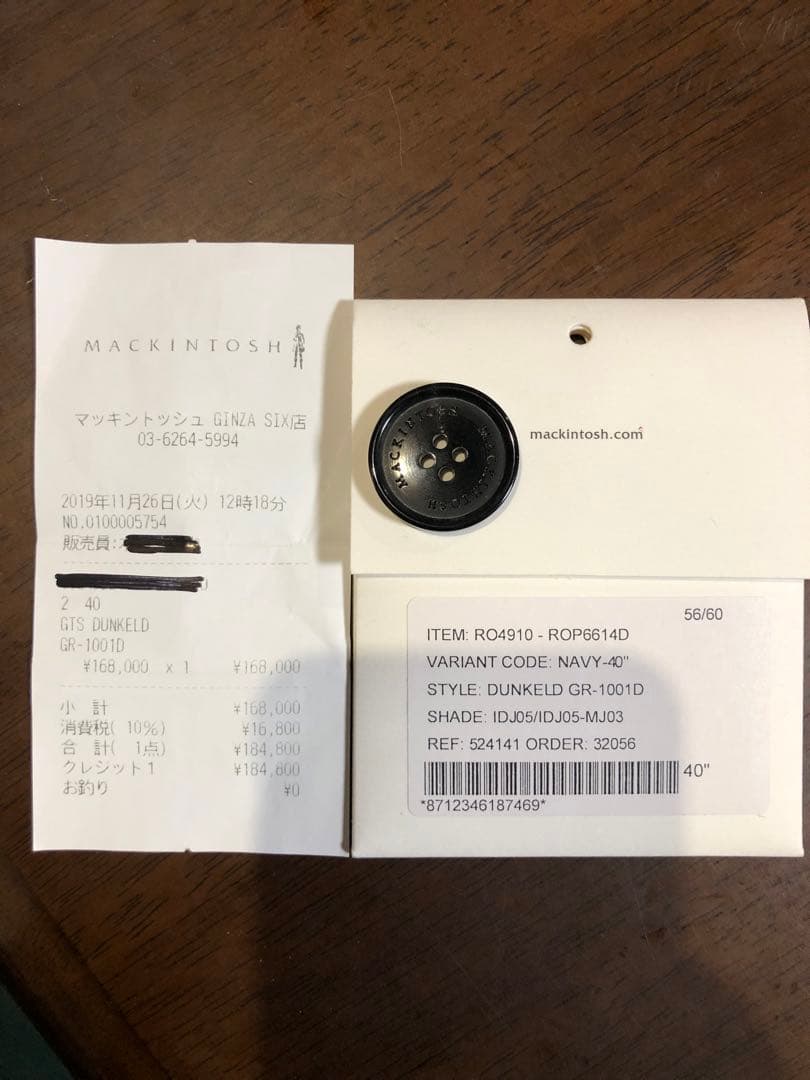 MACKINTOSH
マッキントッシュ GINZA SIX店
03-6264-5994
2019年11月26日(火) 12時18分
NO.0100005754
販売員:
2 40
GTS DUNKELD
GR-1001D
¥168,000 x 1 ¥168,000
小 計 ¥168,000
消費税( 10%) ¥16,800
合 計( 1点) ¥184,800
クレジット1 ¥184,800
お釣り ¥0
MACKINTOSH MACKINTOSH
mackintosh.com
56/60
ITEM: RO4910 - ROP6614D
VARIANT CODE: NAVY-40"
STYLE: DUNKELD GR-1001D
SHADE: IDJ05/IDJ05-MJ03
REF: 524141 ORDER: 32056
40"
*8712346187469*